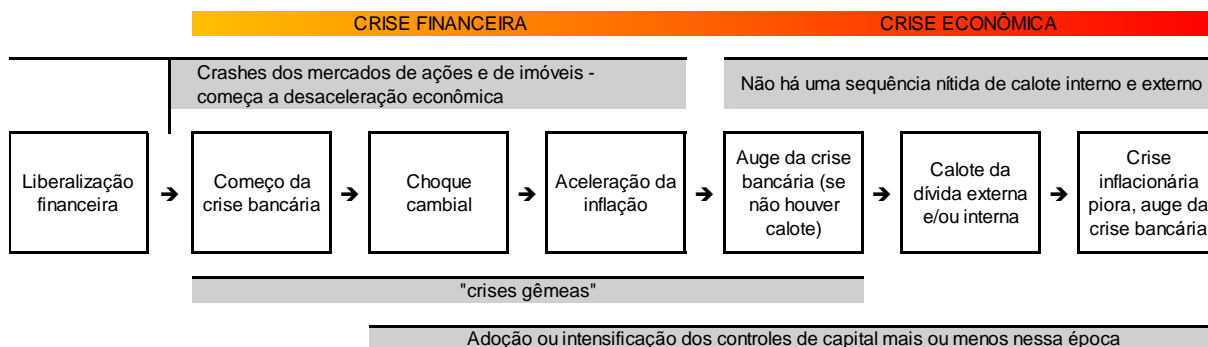 CRISE FINANCEIRA
CRISE ECONÔMICA
Crashes dos mercados de ações e de imóveis -
começa a desaceleração econômica
Não há uma sequência nítida de calote interno e externo
Liberalização
financeira
➔
Começo da
crise bancária
➔
Choque
cambial
➔
Aceleração da
inflação
➔
Auge da crise
bancária (se
não houver
calote)
➔
Calote da
dívida externa
e/ou interna
➔
Crise
inflacionária
piora, auge da
crise bancária
"crises gêmeas"
Adoção ou intensificação dos controles de capital mais ou menos nessa época